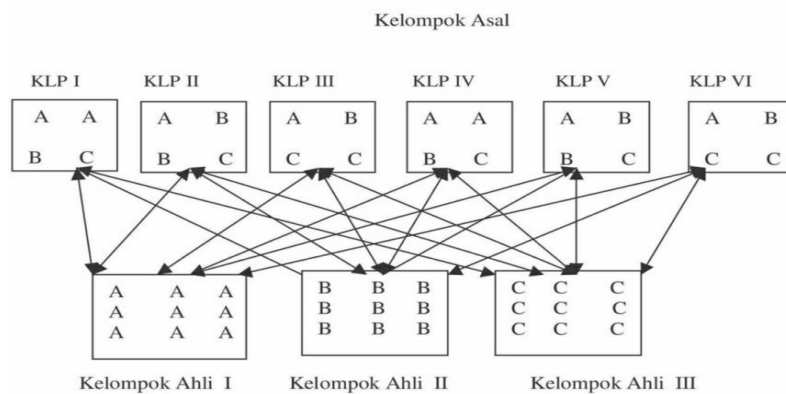 Kelompok Asal
KLP I KLP II KLP III KLP IV KLP V KLP VI
A A A B A B A A A B A B
B C B C C C B C B C C C
A A A B B B C C C
A A A B B B C C C
A A A B B B C C C
Kelompok Ahli I Kelompok Ahli II Kelompok Ahli III